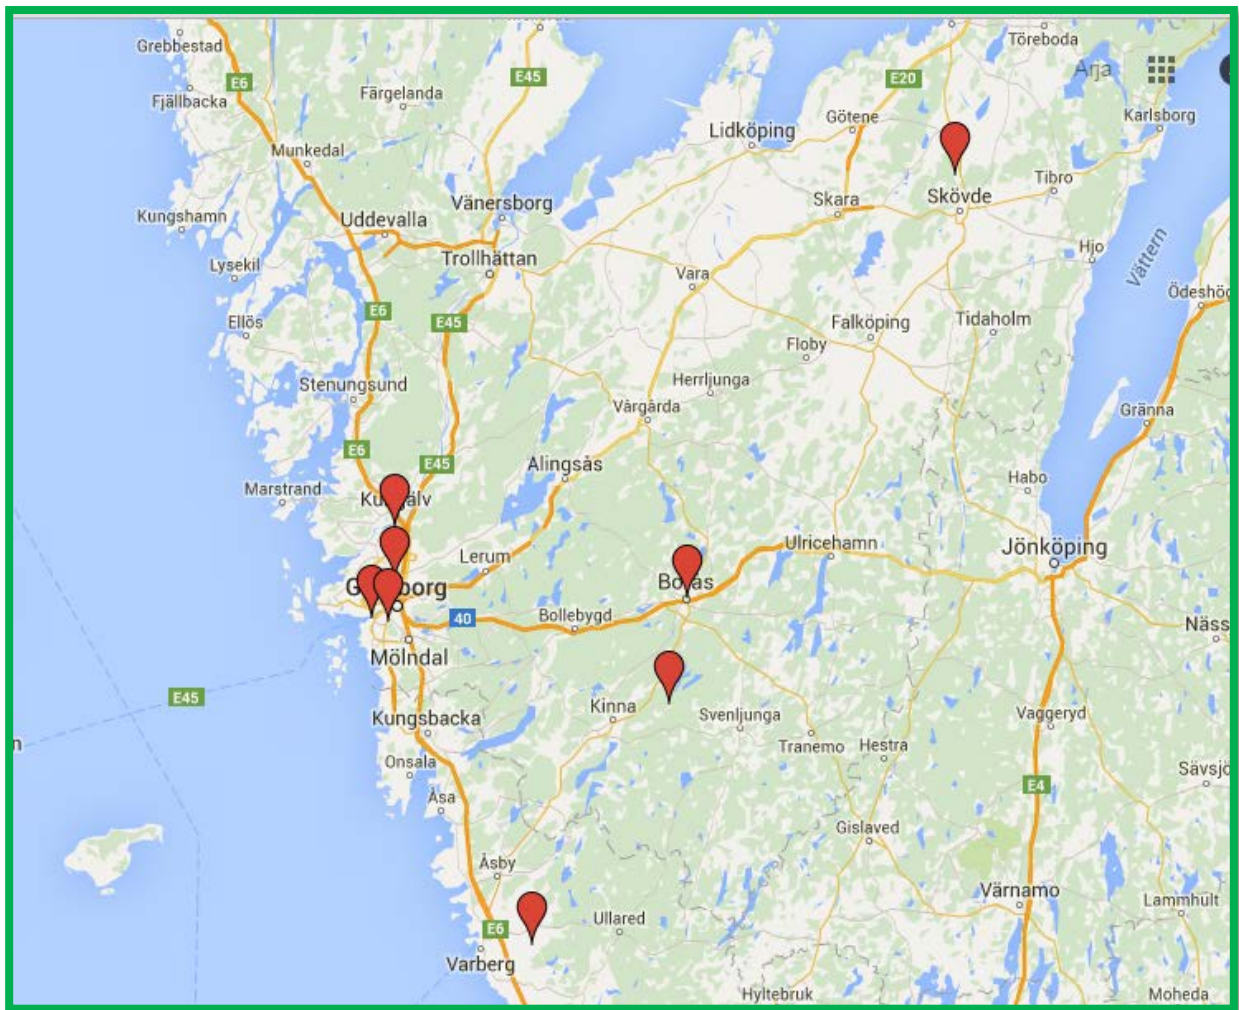 Grebbestad
Töreboda
E6
E45
E20
Arja
Fjällbacka
Färgelanda
Götene
Karlsborg
Lidköping
Munkedal
Tibro
Skövde
Skara
Vänersborg
Kungshamn
Uddevalla
Hjo
Trollhättan
Lysekil
Vättern
Vara
Ödeshög
E6
E45
Ellös
Falköping
Tidaholm
Floby
Stenungsund
Herrljunga
Vårgårda
Gränna
E6
E45
Alingsås
Habo
Marstrand
Lerum
Ulricehamn
Jönköping
40
Bollebygd
Näss
Mölndal
E45
Kinna
Svenljunga
Vaggeryd
Kungsbacka
n
Tranemo
Hestra
Onsala
Sävsjö
E4
Åsa
Gislaved
Åsby
Värnamo
Lammhult
Ullared
E6
Varberg
Hyltebruk
Moheda